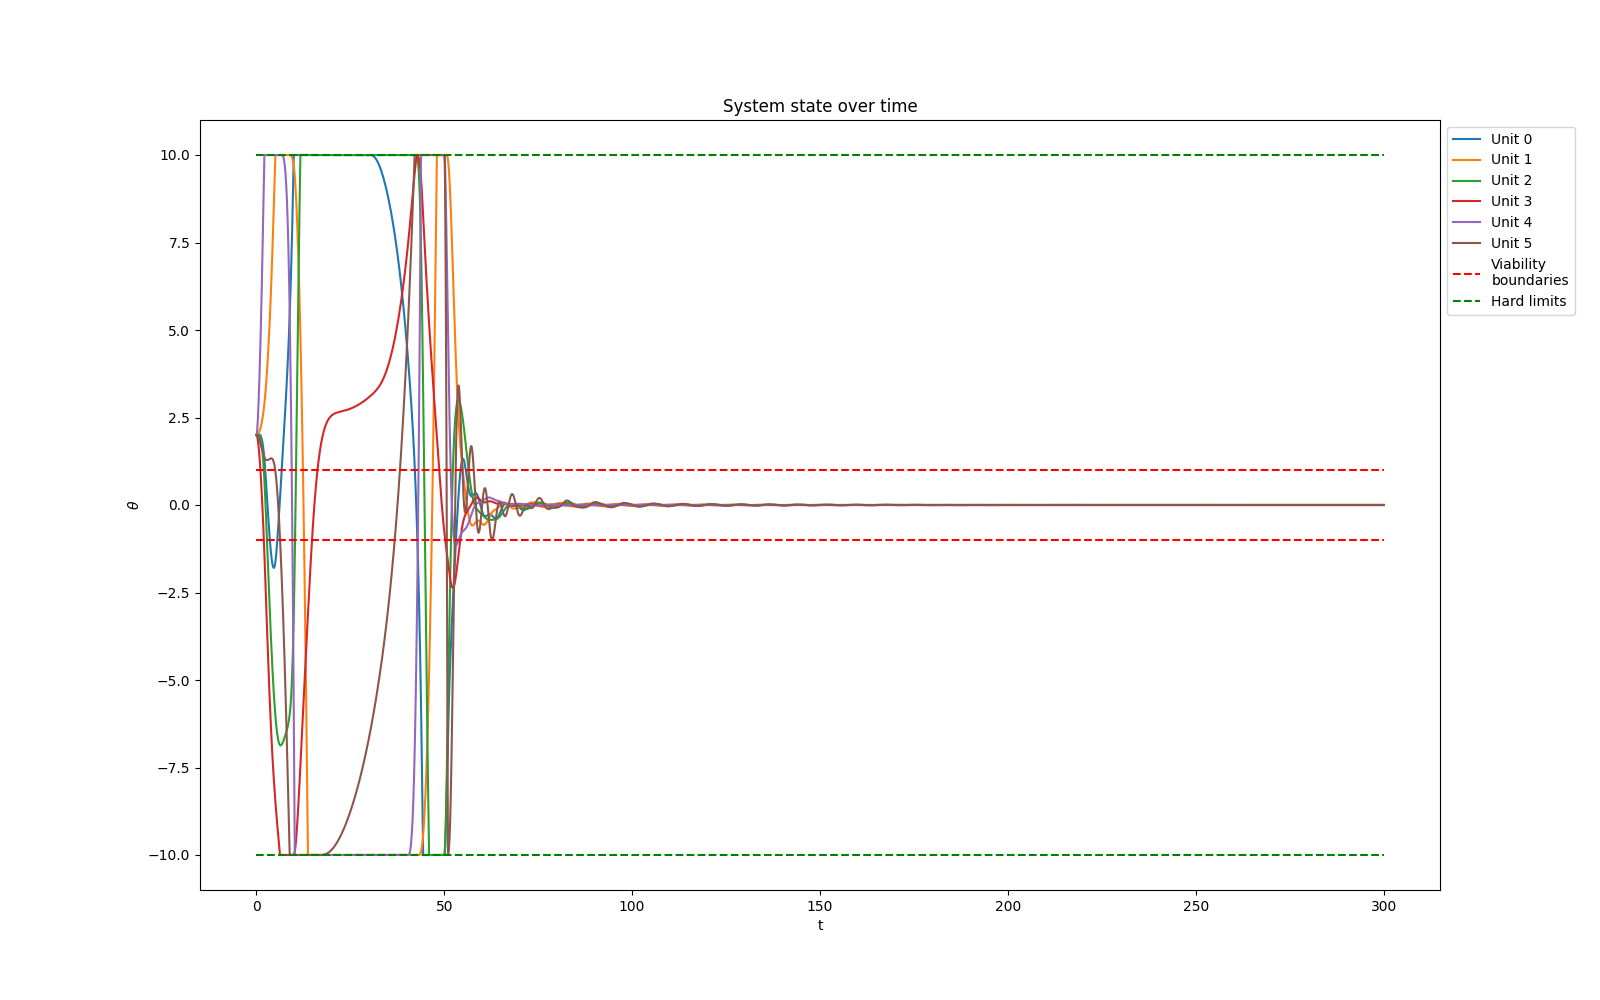 System state over time
10.0
7.5
5.0
2.5
0.0
−2.5
−5.0
−7.5
−10.0
θ
0
50
100
150
200
250
300
t
Unit 0
Unit 1
Unit 2
Unit 3
Unit 4
Unit 5
Viability
boundaries
Hard limits